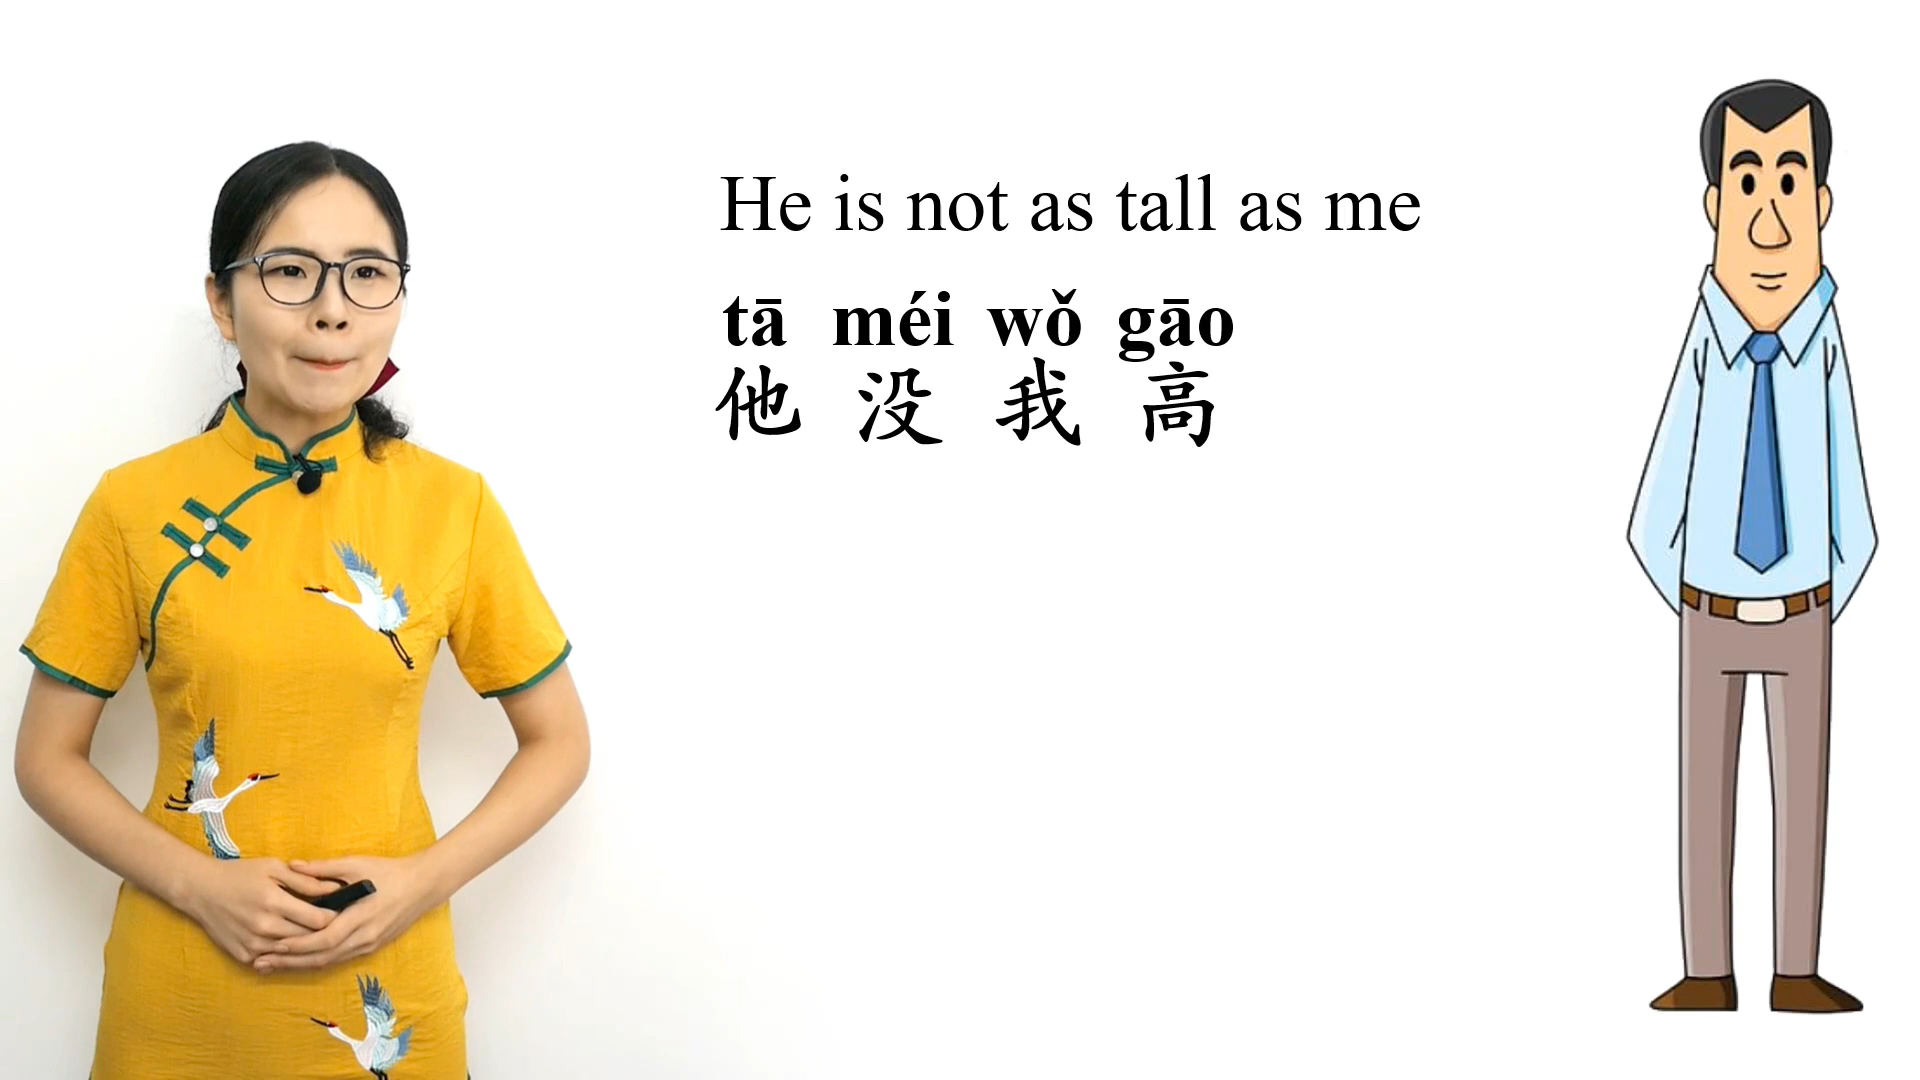 He is not as tall as me
tā méi wǒ gāo
他 没 我 高